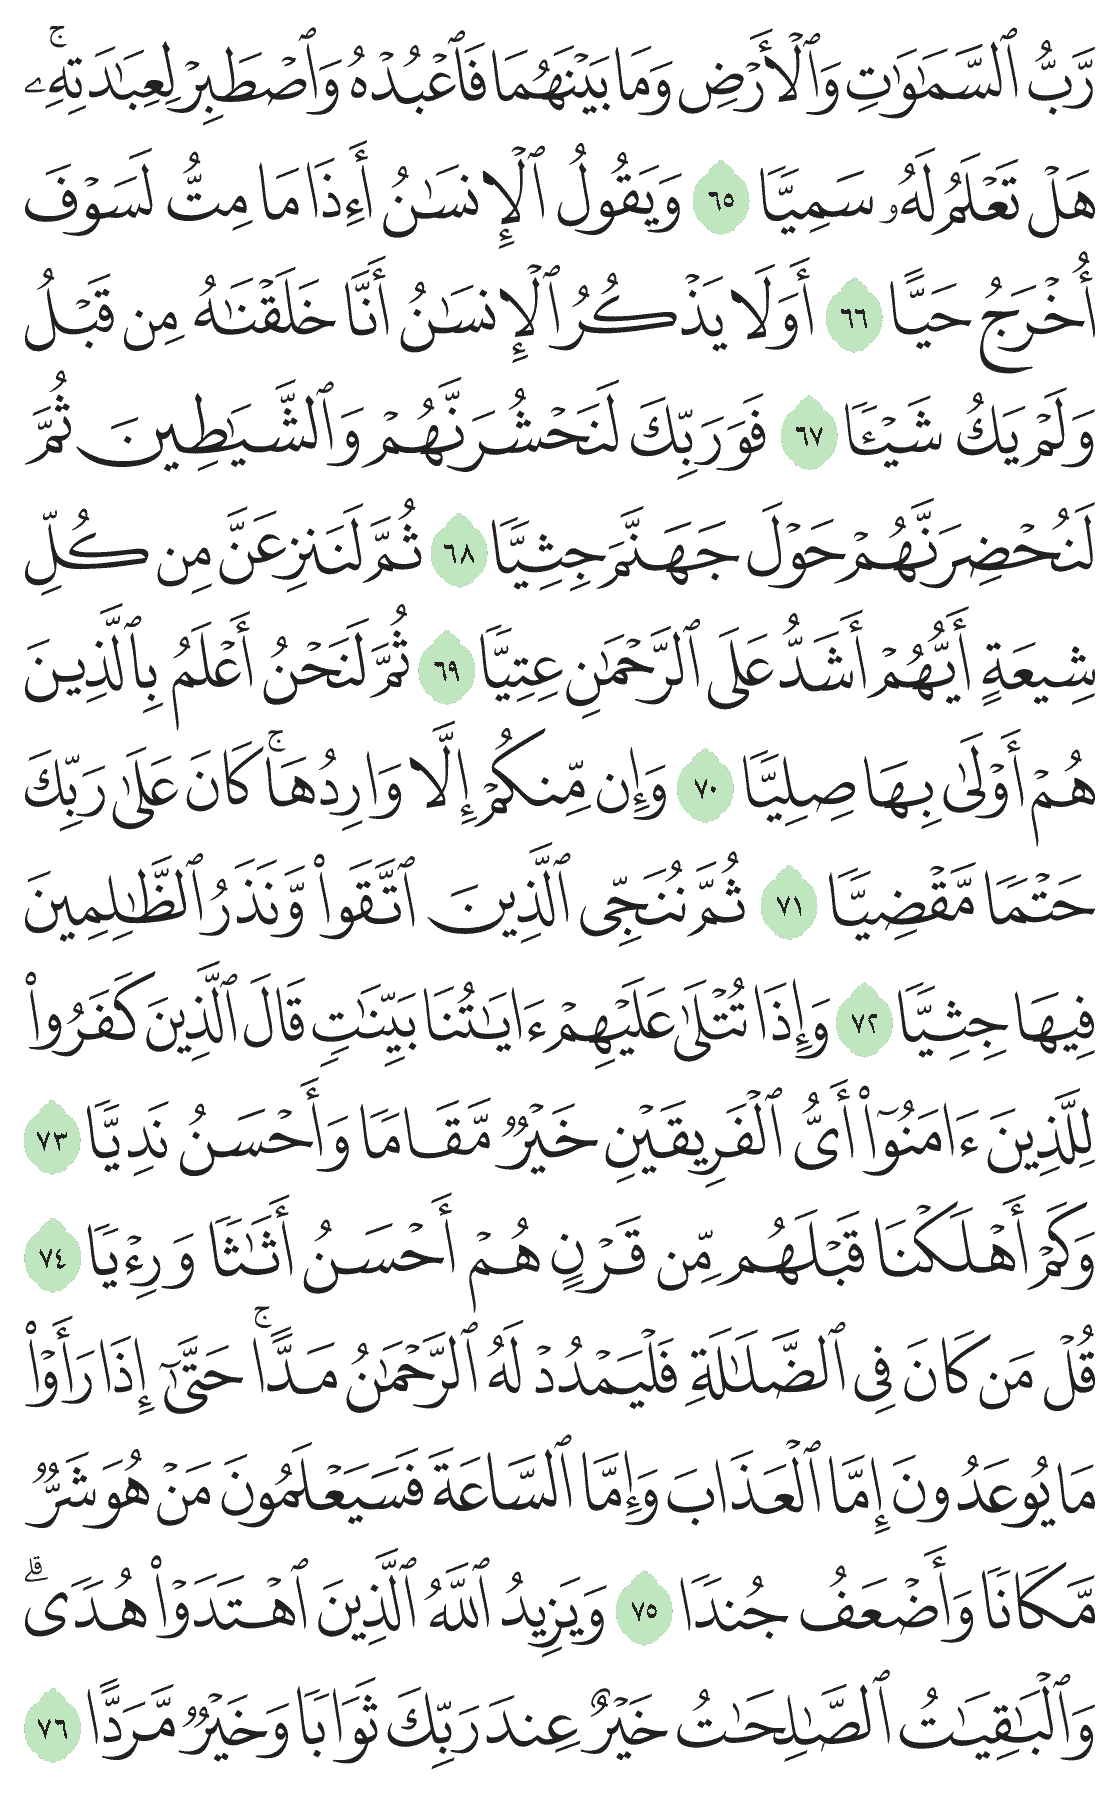 رَّبُّ ٱلسَّمَـٰوَٰتِ وَٱلْأَرْضِ وَمَا بَيْنَهُمَا فَٱعْبُدْهُ وَٱصْطَبِرْ لِعِبَـٰدَتِهِۦ ۚ
هَلْ تَعْلَمُ لَهُۥ سَمِيًّا ٦٥ وَيَقُولُ ٱلْإِنسَـٰنُ أَءِذَا مَا مِتُّ لَسَوْفَ
أُخْرَجُ حَيًّا ٦٦ أَوَلَا يَذْكُرُ ٱلْإِنسَـٰنُ أَنَّا خَلَقْنَـٰهُ مِن قَبْلُ
وَلَمْ يَكُ شَيْـًٔا ٦٧ فَوَرَبِّكَ لَنَحْشُرَنَّهُمْ وَٱلشَّيَـٰطِينَ ثُمَّ
لَنُحْضِرَنَّهُمْ حَوْلَ جَهَنَّمَ جِثِيًّا ٦٨ ثُمَّ لَنَنزِعَنَّ مِن كُلِّ
شِيعَةٍ أَيُّهُمْ أَشَدُّ عَلَى ٱلرَّحْمَـٰنِ عِتِيًّا ٦٩ ثُمَّ لَنَحْنُ أَعْلَمُ بِٱلَّذِينَ
هُمْ أَوْلَىٰ بِهَا صِلِيًّا ٧٠ وَإِن مِّنكُمْ إِلَّا وَارِدُهَا ۚ كَانَ عَلَىٰ رَبِّكَ
حَتْمًا مَّقْضِيًّا ٧١ ثُمَّ نُنَجِّى ٱلَّذِينَ ٱتَّقَوا۟ وَّنَذَرُ ٱلظَّـٰلِمِينَ
فِيهَا جِثِيًّا ٧٢ وَإِذَا تُتْلَىٰ عَلَيْهِمْ ءَايَـٰتُنَا بَيِّنَـٰتٍ قَالَ ٱلَّذِينَ كَفَرُوا۟
لِلَّذِينَ ءَامَنُوٓا۟ أَىُّ ٱلْفَرِيقَيْنِ خَيْرٌ مَّقَامًا وَأَحْسَنُ نَدِيًّا ٧٣
وَكَمْ أَهْلَكْنَا قَبْلَهُم مِّن قَرْنٍ هُمْ أَحْسَنُ أَثَـٰثًا وَرِءْيًا ٧٤
قُلْ مَن كَانَ فِى ٱلضَّلَـٰلَةِ فَلْيَمْدُدْ لَهُ ٱلرَّحْمَـٰنُ مَدًّا ۚ حَتَّىٰٓ إِذَا رَأَوْا۟
مَا يُوعَدُونَ إِمَّا ٱلْعَذَابَ وَإِمَّا ٱلسَّاعَةَ فَسَيَعْلَمُونَ مَنْ هُوَ شَرٌّ
مَّكَانًا وَأَضْعَفُ جُندًا ٧٥ وَيَزِيدُ ٱللَّهُ ٱلَّذِينَ ٱهْتَدَوْا۟ هُدًى ۗ
وَٱلْبَـٰقِيَـٰتُ ٱلصَّـٰلِحَـٰتُ خَيْرٌ عِندَ رَبِّكَ ثَوَابًا وَخَيْرٌ مَّرَدًّا ٧٦